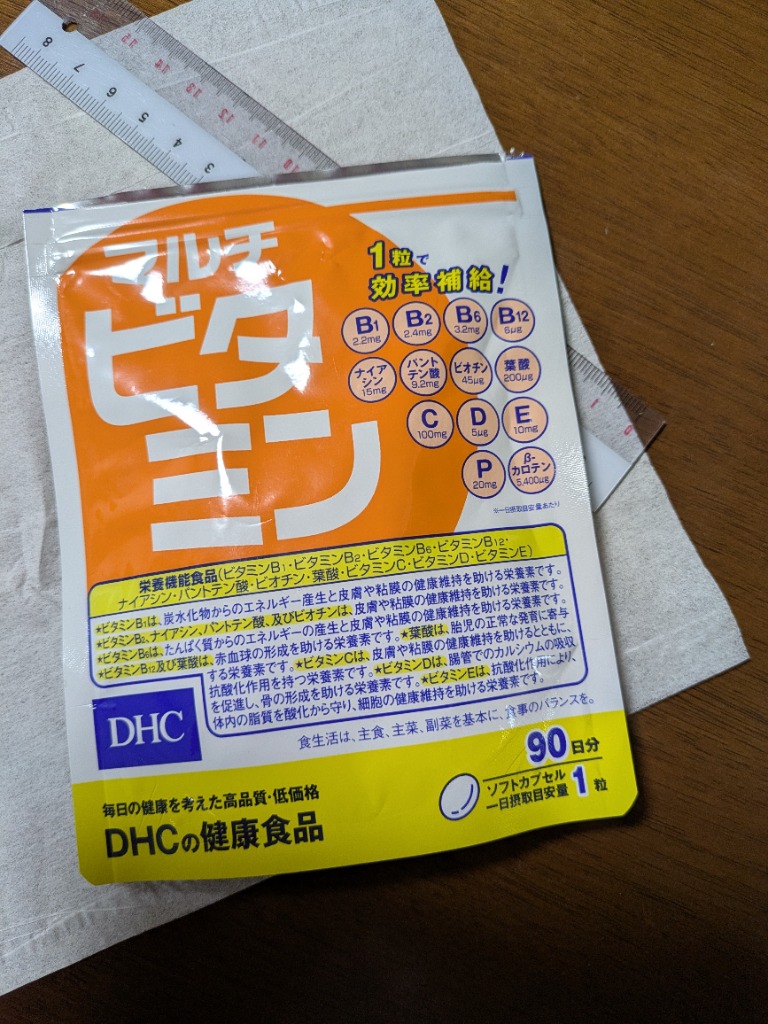 マルチ
ビタ
ミン
1粒で
効率補給!
B1
2.2mg
B2
2.4mg
B6
3.2mg
B12
6μg
ナイア
シン
15mg
パント
テン酸
9.2mg
ビオチン
45μg
葉酸
200μg
C
100mg
D
5μg
E
10mg
P
20mg
β-
カロテン
5,400μg
※一日摂取目安量あたり
栄養機能食品(ビタミンB1・ビタミンB2・ビタミンB6・ビタミンB12・
ナイアシン・パントテン酸・ビオチン・葉酸・ビタミンC・ビタミンD・ビタミンE)
★ビタミンB1は、炭水化物からのエネルギー産生と皮膚や粘膜の健康維持を助ける栄養素です。
★ビタミンB2、ナイアシン、パントテン酸、及びビオチンは、皮膚や粘膜の健康維持を助ける栄養素です。
★ビタミンB6は、たんぱく質からのエネルギーの産生と皮膚や粘膜の健康維持を助ける栄養素です。
★ビタミンB12及び葉酸は、赤血球の形成を助ける栄養素です。★葉酸は、胎児の正常な発育に寄与
する栄養素です。★ビタミンCは、皮膚や粘膜の健康維持を助けるとともに、
抗酸化作用を持つ栄養素です。★ビタミンDは、腸管でのカルシウムの吸収
を促進し、骨の形成を助ける栄養素です。★ビタミンEは、抗酸化作用により、
体内の脂質を酸化から守り、細胞の健康維持を助ける栄養素です。
DHC
食生活は、主食、主菜、副菜を基本に、食事のバランスを。
90日分
ソフトカプセル
一日摂取目安量 1粒
毎日の健康を考えた高品質・低価格
DHCの健康食品
8 7 6 5 4 3
1 0